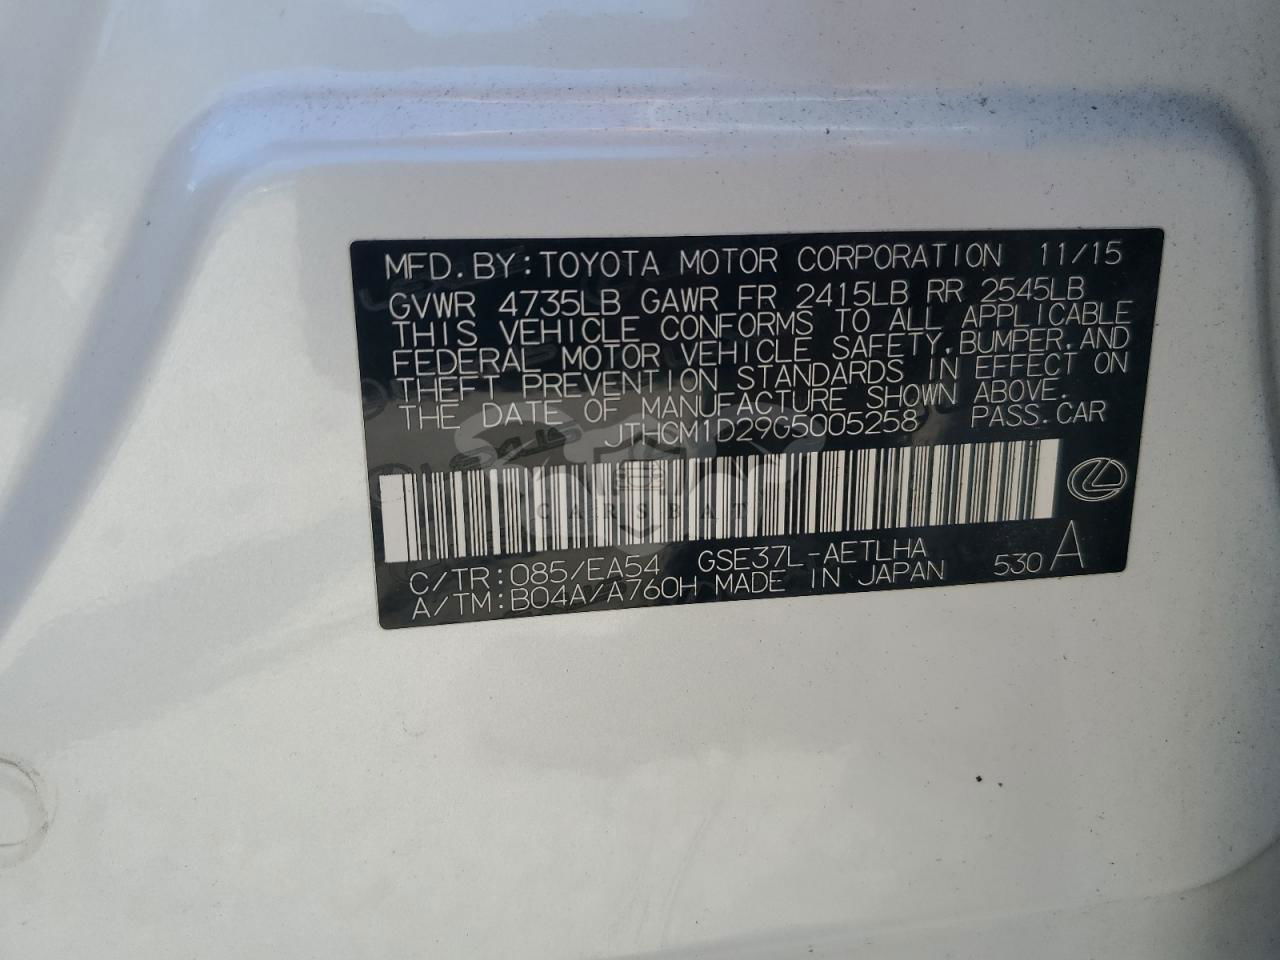 MFD.BY:TOYOTA MOTOR CORPORATION 11/15
GVWR 4735LB GAWR FR 2415LB RR 2545LB
THIS VEHICLE CONFORMS TO ALL APPLICABLE
FEDERAL MOTOR VEHICLE SAFETY,BUMPER,AND
THEFT PREVENTION STANDARDS IN EFFECT ON
THE DATE OF MANUFACTURE SHOWN ABOVE.
JTHCM1D29G5005258 PASS.CAR
CARSBAT
C/TR:085/EA54 GSE37L-AETLHA 530 A
A/TM:B04A/A760H MADE IN JAPAN